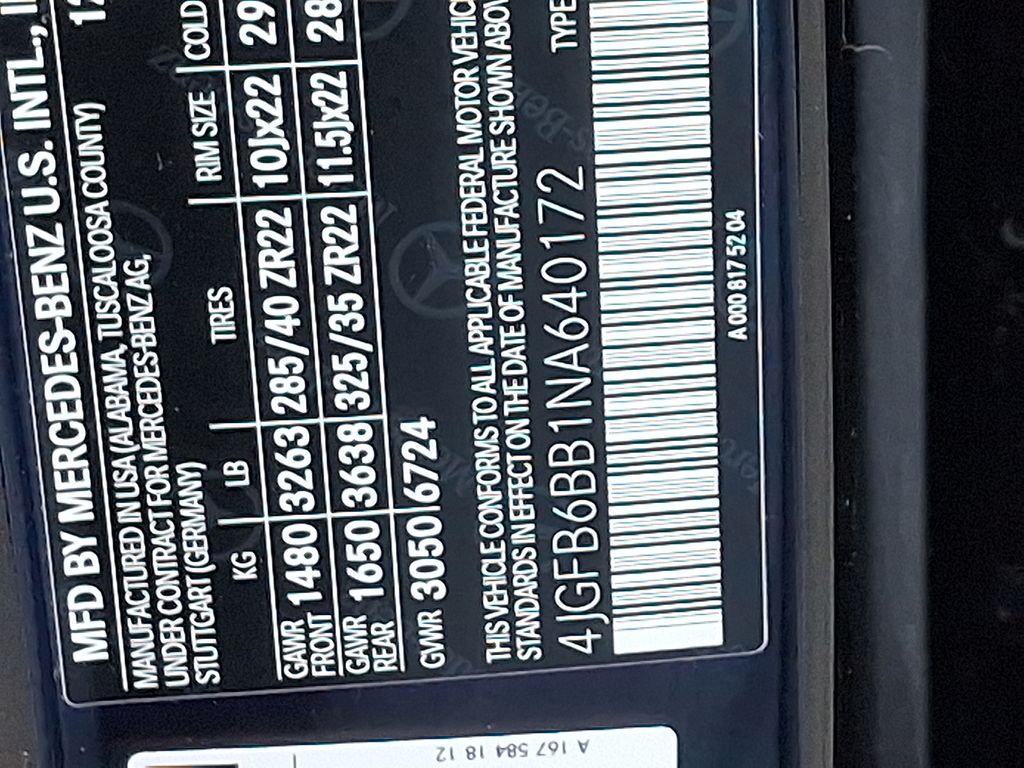 MFD BY MERCEDES-BENZ U.S. INTL.,
MANUFACTURED IN USA (ALABAMA, TUSCALOOSA COUNTY)
UNDER CONTRACT FOR MERCEDES-BENZ AG,
STUTTGART (GERMANY)
KG LB TIRES RIM SIZE COLD
GAWR FRONT 1480 3263 285/40 ZR22 10Jx22 29
GAWR REAR 1650 3638 325/35 ZR22 11.5Jx22 28
GVWR 3050 6724
THIS VEHICLE CONFORMS TO ALL APPLICABLE FEDERAL MOTOR
STANDARDS IN EFFECT ON THE DATE OF MANUFACTURE SHOWN
4JGFB6BB1NA640172 TYPE
A 000 817 52 04
A 167 584 18 12